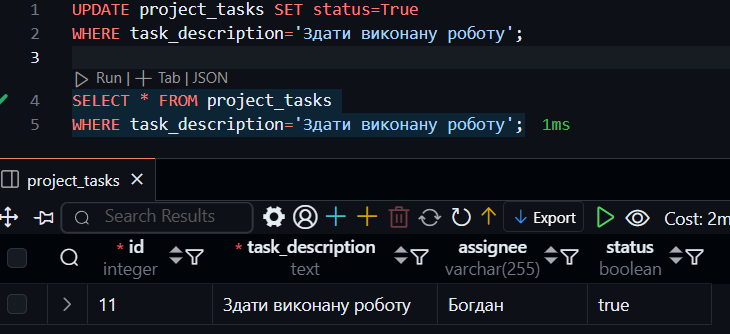 1 UPDATE project_tasks SET status=True
2 WHERE task_description='Здати виконану роботу';
3
Run | Tab | JSON
4 SELECT * FROM project_tasks
5 WHERE task_description='Здати виконану роботу'; 1ms
project_tasks
Search Results Export Cost: 2m
* id * task_description assignee status
integer text varchar(255) boolean
11 Здати виконану роботу Богдан true